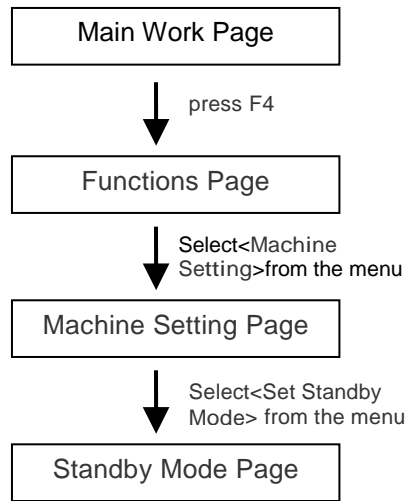 Main Work Page
press F4
Functions Page
Select<Machine
Setting>from the menu
Machine Setting Page
Select<Set Standby
Mode> from the menu
Standby Mode Page